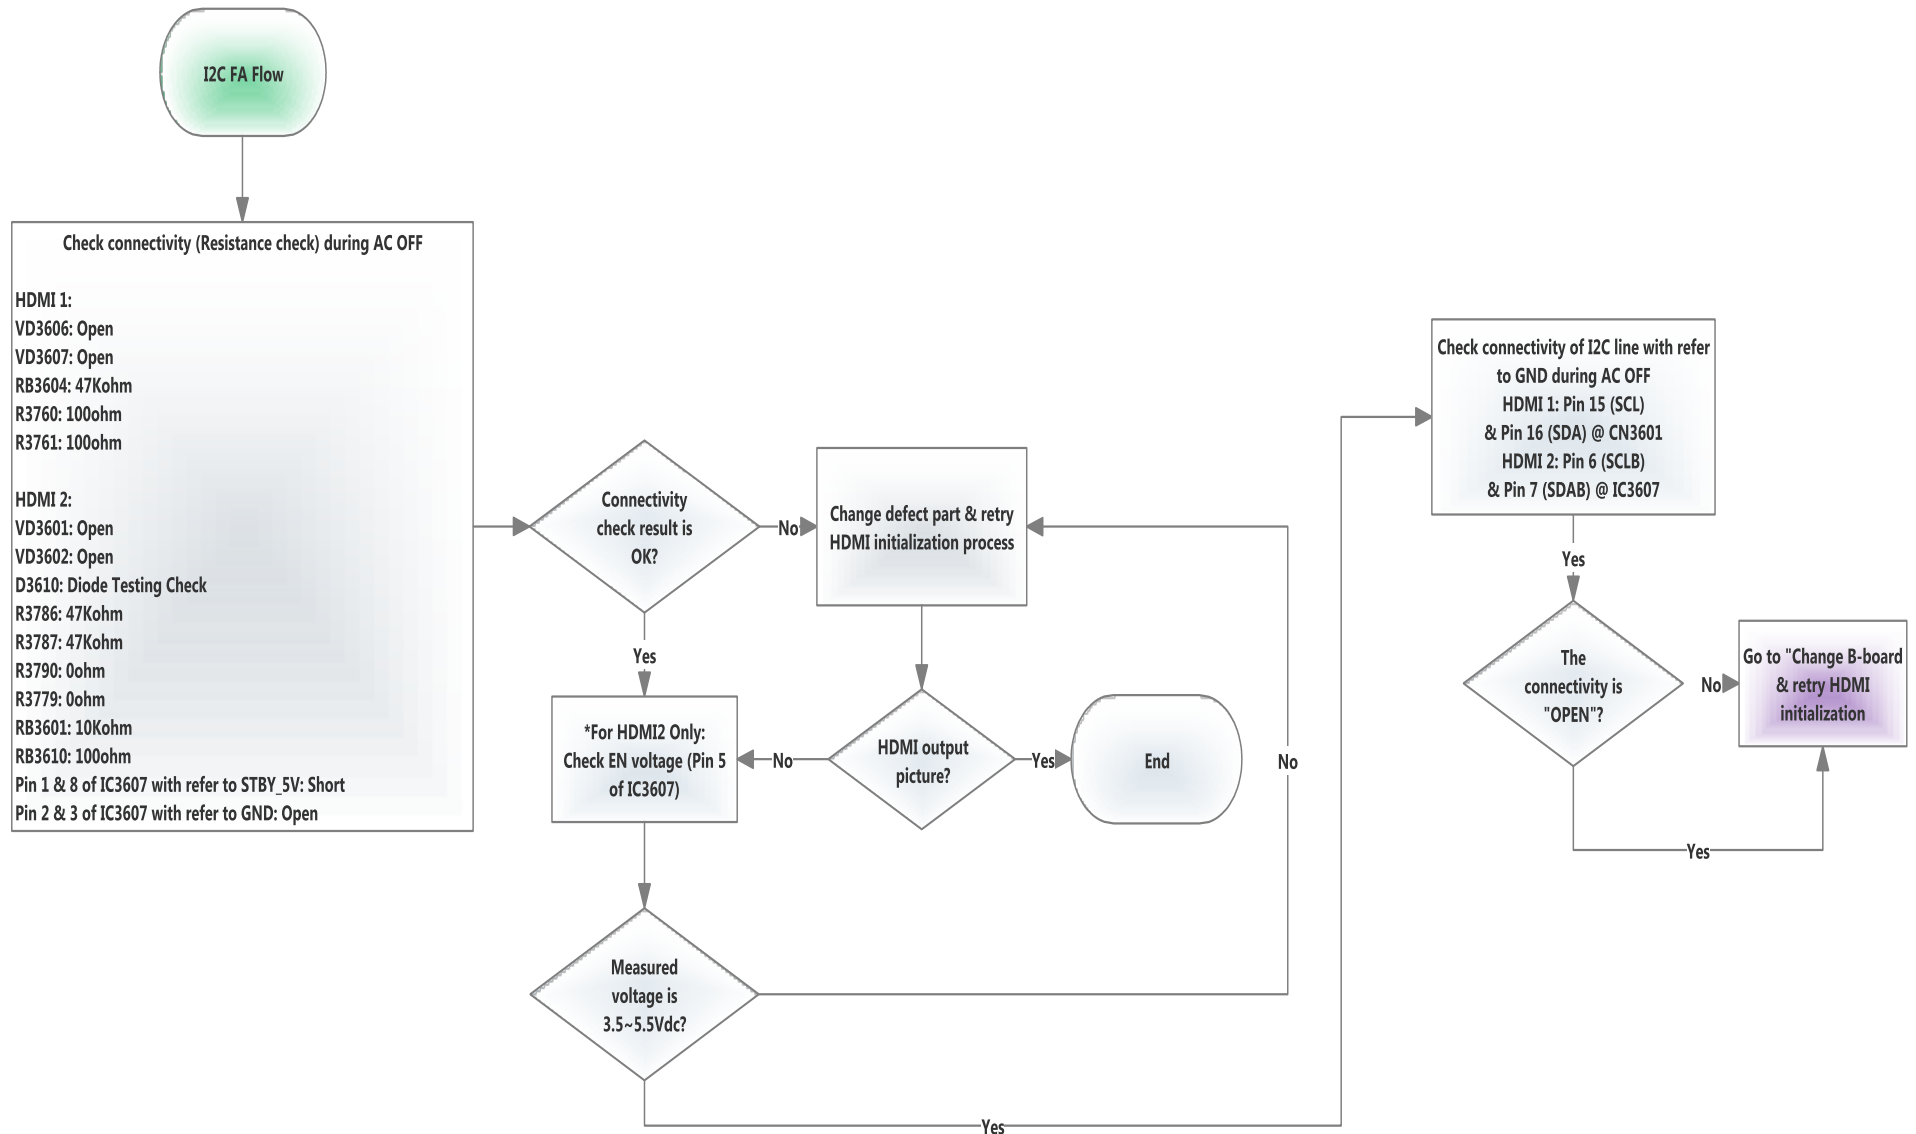 I2C FA Flow
Check connectivity (Resistance check) during AC OFF
HDMI 1:
VD3606: Open
VD3607: Open
RB3604: 47Kohm
R3760: 100ohm
R3761: 100ohm
HDMI 2:
VD3601: Open
VD3602: Open
D3610: Diode Testing Check
R3786: 47Kohm
R3787: 47Kohm
R3790: 0ohm
R3779: 0ohm
RB3601: 10Kohm
RB3610: 100ohm
Pin 1 & 8 of IC3607 with refer to STBY_5V: Short
Pin 2 & 3 of IC3607 with refer to GND: Open
Connectivity
check result is
OK?
No
Change defect part & retry
HDMI initialization process
Yes
*For HDMI2 Only:
Check EN voltage (Pin 5
of IC3607)
No
HDMI output
picture?
Yes
End
No
Measured
voltage is
3.5~5.5Vdc?
Yes
Check connectivity of I2C line with refer
to GND during AC OFF
HDMI 1: Pin 15 (SCL)
& Pin 16 (SDA) @ CN3601
HDMI 2: Pin 6 (SCLB)
& Pin 7 (SDAB) @ IC3607
Yes
The
connectivity is
"OPEN"?
No
Go to "Change B-board
& retry HDMI
initialization
Yes